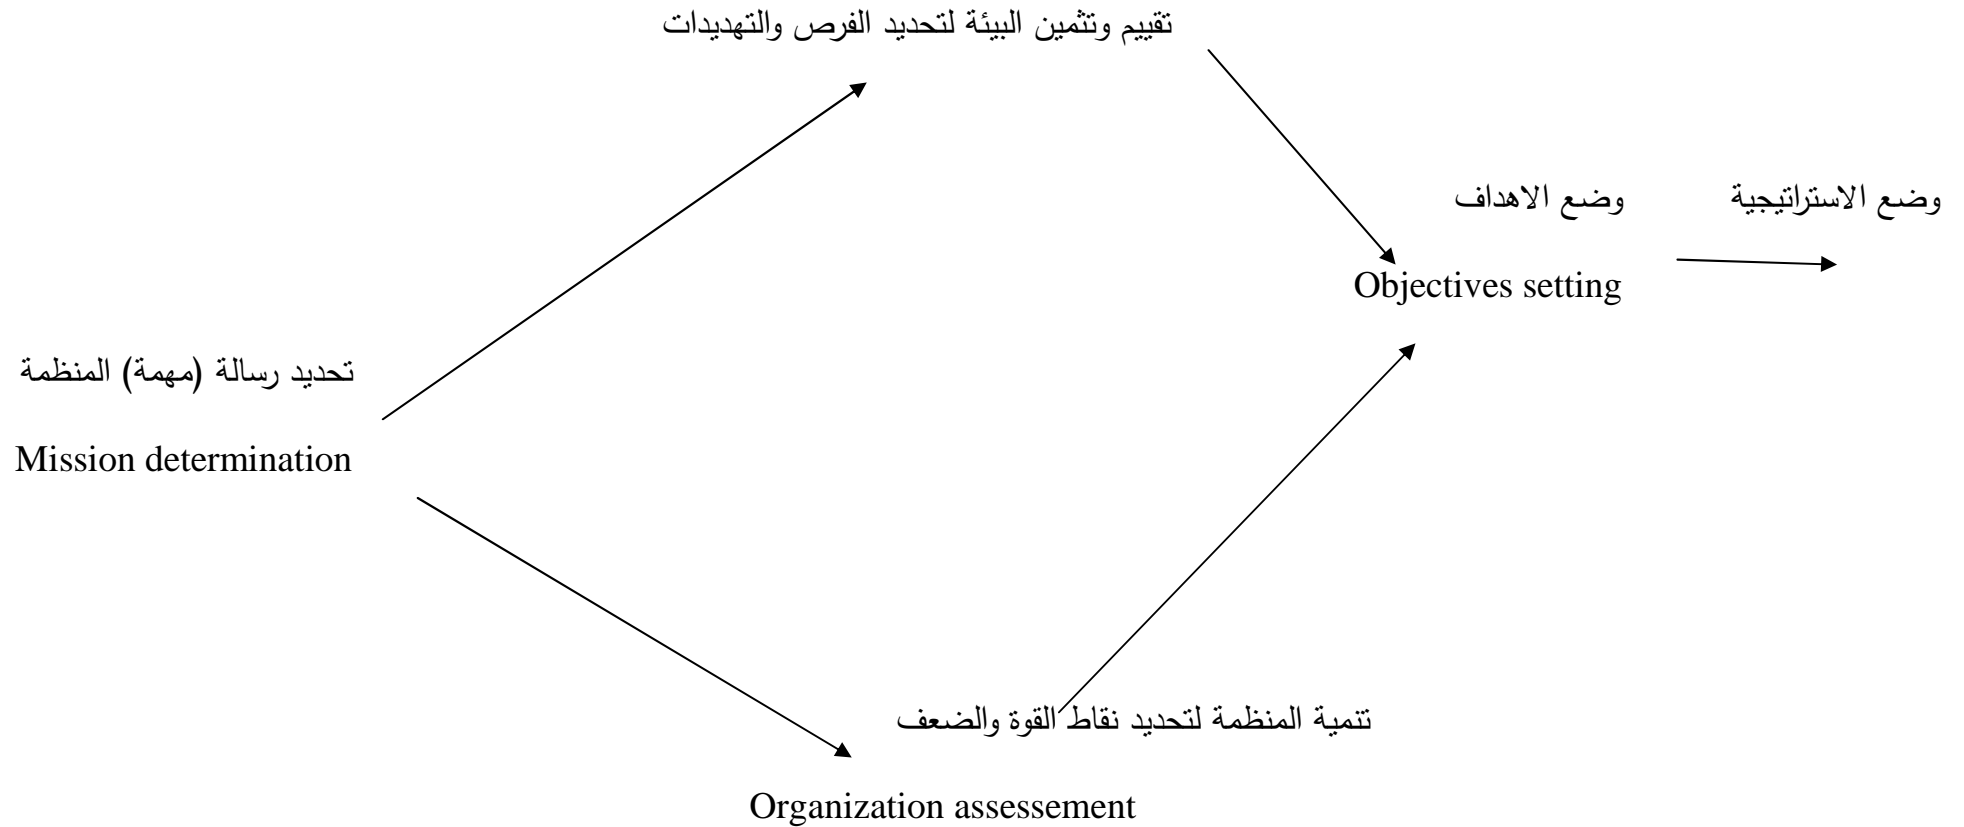 تقييم وتثمين البيئة لتحديد الفرص والتهديدات
وضع الاهداف
وضع الاستراتيجية
Objectives setting
تحديد رسالة (مهمة) المنظمة
Mission determination
تنمية المنظمة لتحديد نقاط القوة والضعف
Organization assessement